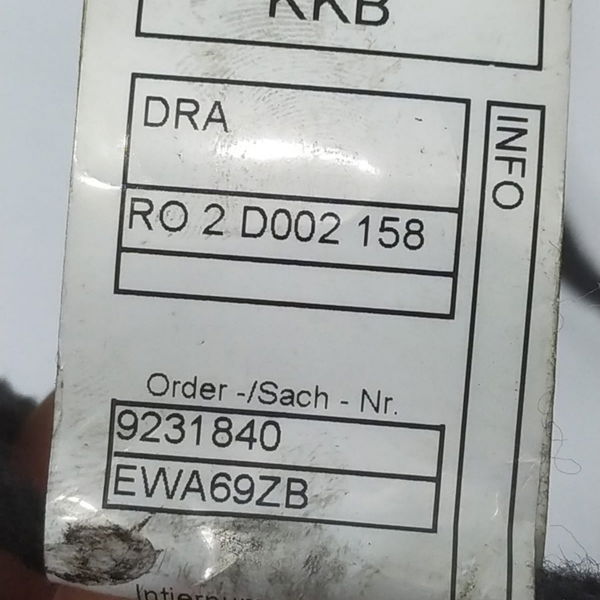 KKB
DRA
INFO
RO 2 D002 158
Order -/Sach - Nr.
9231840
EWA69ZB